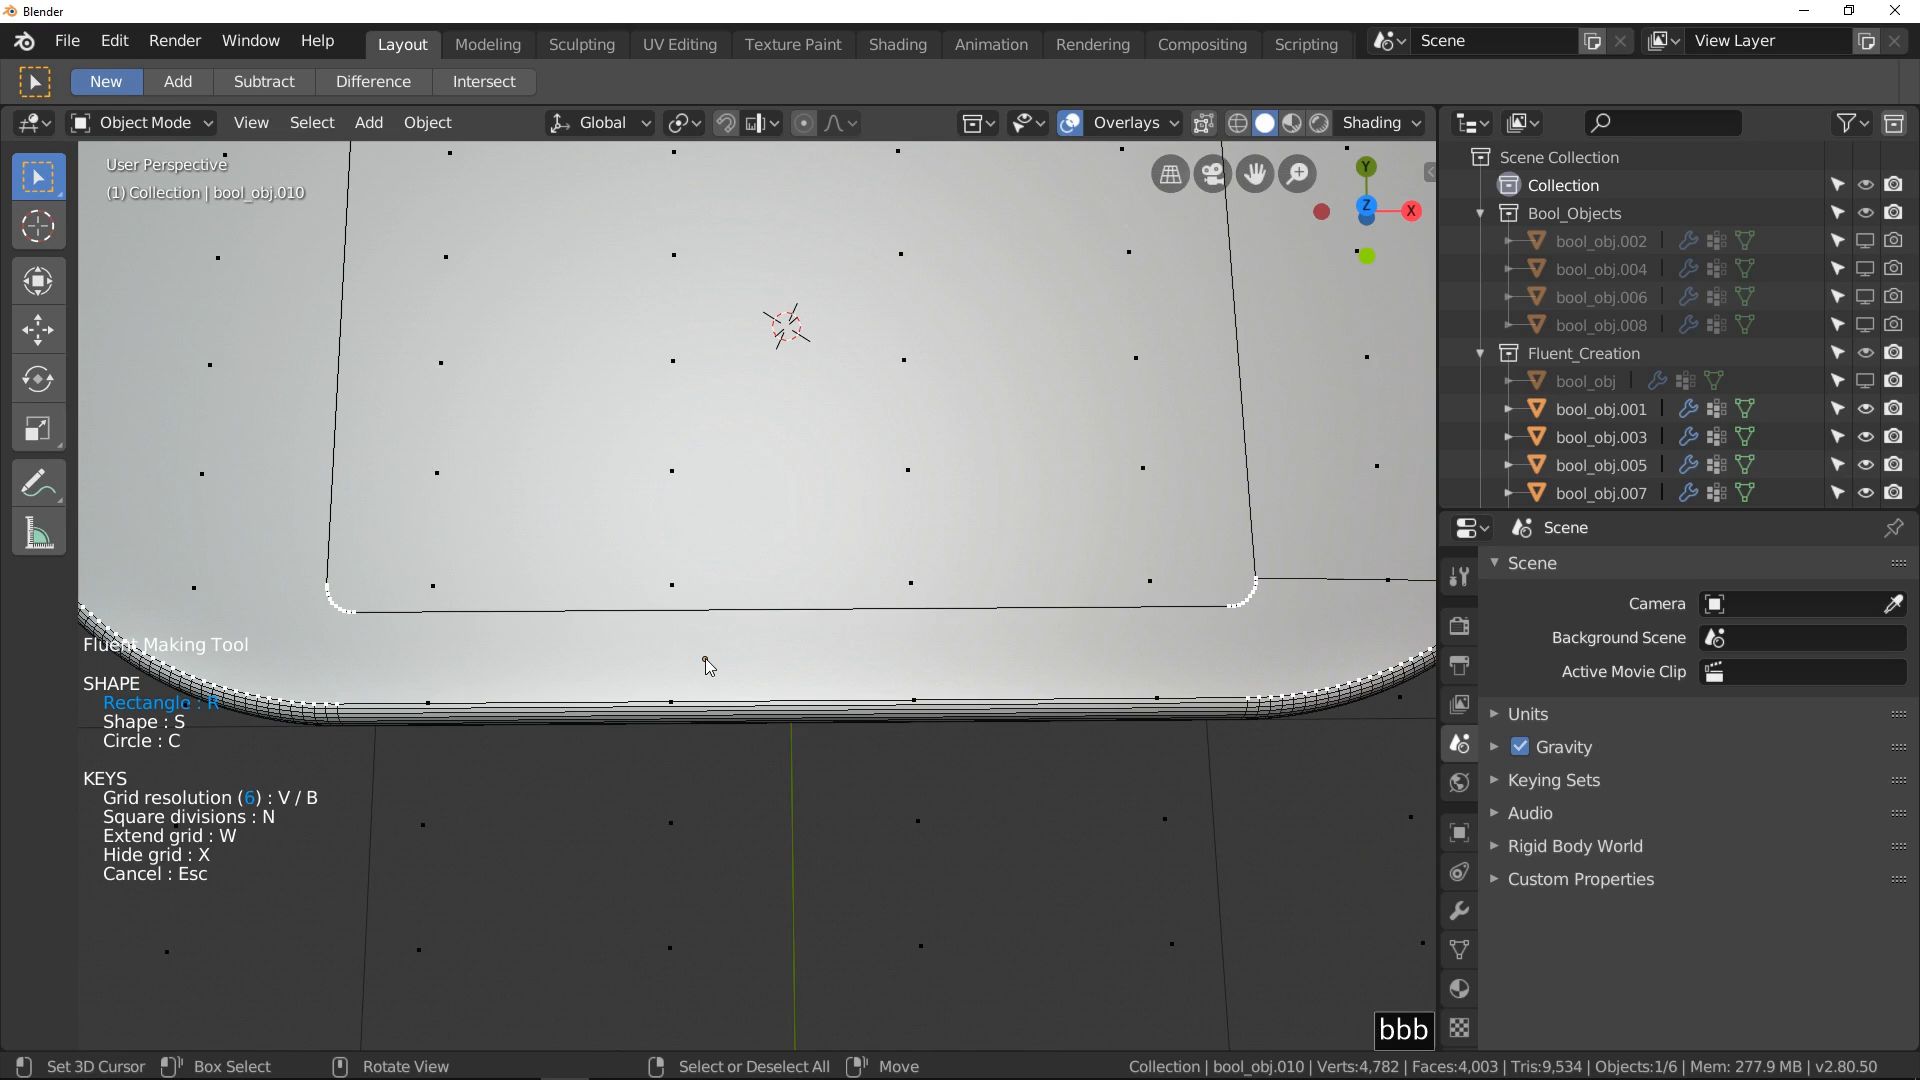 Blender
File Edit Render Window Help
Layout Modeling Sculpting UV Editing Texture Paint Shading Animation Rendering Compositing Scripting
Scene
View Layer
New Add Subtract Difference Intersect
Object Mode View Select Add Object
Global
Overlays
Shading
User Perspective
(1) Collection | bool_obj.010
Y
Z
X
Fluent Making Tool
SHAPE
Rectangle : R
Shape : S
Circle : C
KEYS
Grid resolution (6) : V / B
Square divisions : N
Extend grid : W
Hide grid : X
Cancel : Esc
bbb
Scene Collection
Collection
Bool_Objects
bool_obj.002
bool_obj.004
bool_obj.006
bool_obj.008
Fluent_Creation
bool_obj
bool_obj.001
bool_obj.003
bool_obj.005
bool_obj.007
Scene
Scene
Camera
Background Scene
Active Movie Clip
Units
Gravity
Keying Sets
Audio
Rigid Body World
Custom Properties
Set 3D Cursor Box Select Rotate View Select or Deselect All Move
Collection | bool_obj.010 | Verts:4,782 | Faces:4,003 | Tris:9,534 | Objects:1/6 | Mem: 277.9 MB | v2.80.50